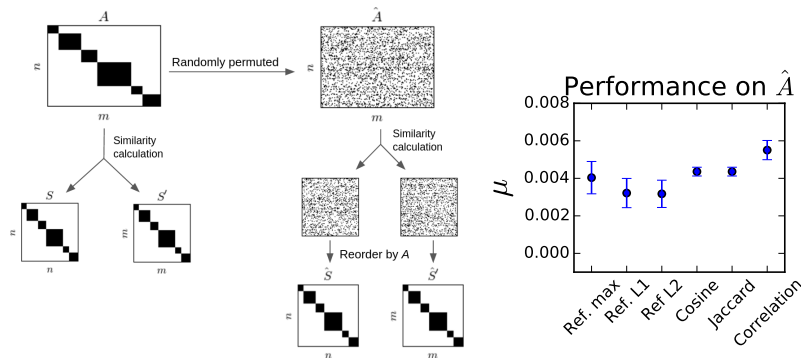 A
n
m
Randomly permuted
Â
n
m
Similarity
calculation
S
n
n
S′
m
m
Similarity
calculation
Reorder by A
Ŝ
n
n
Ŝ′
m
m
Performance on Â
μ
0.008
0.006
0.004
0.002
0.000
Ref. max
Ref. L1
Ref L2
Cosine
Jaccard
Correlation